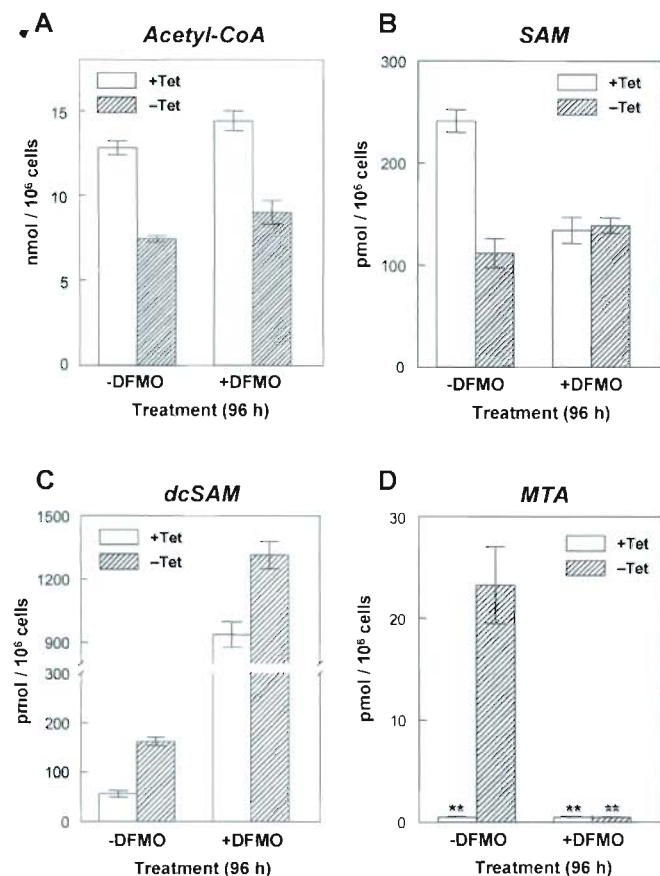 A
Acetyl-CoA
+Tet
–Tet
15
10
5
0
nmol / 10⁶ cells
-DFMO
+DFMO
Treatment (96 h)
B
SAM
+Tet
–Tet
300
200
100
0
pmol / 10⁶ cells
-DFMO
+DFMO
Treatment (96 h)
C
dcSAM
+Tet
–Tet
1500
1200
900
300
200
100
0
pmol / 10⁶ cells
-DFMO
+DFMO
Treatment (96 h)
D
MTA
+Tet
–Tet
30
20
10
0
pmol / 10⁶ cells
**
**
**
-DFMO
+DFMO
Treatment (96 h)